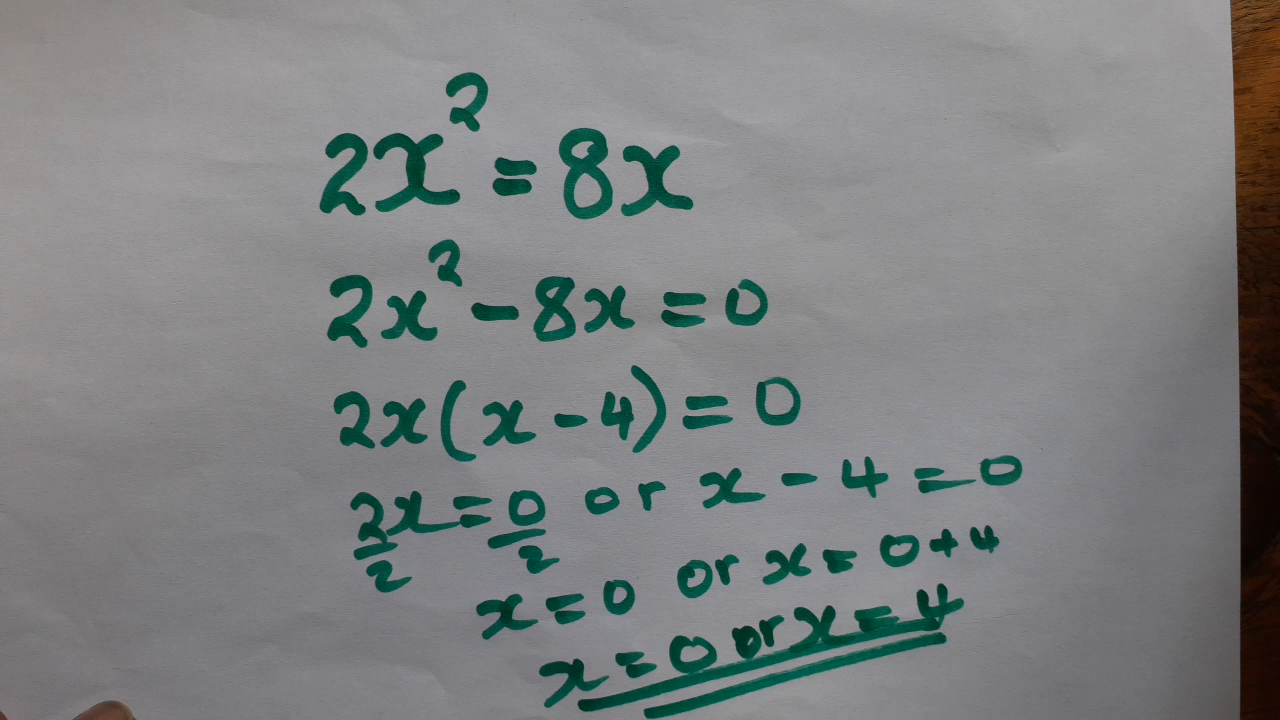 2x² = 8x
2x² - 8x = 0
2x(x - 4) = 0
2x/2 = 0/2 or x - 4 = 0
x = 0 or x = 0 + 4
x = 0 or x = 4